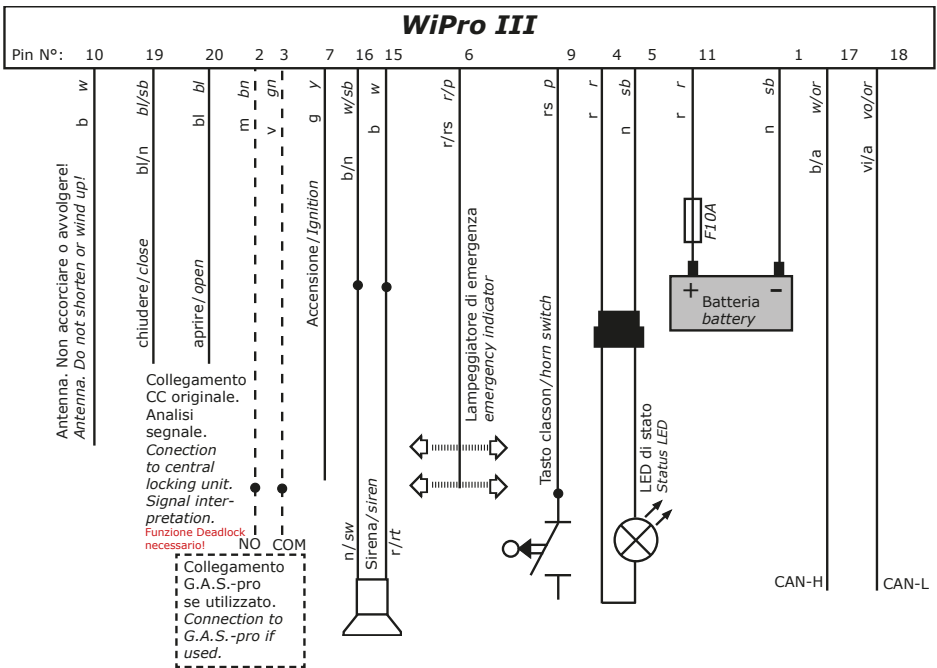 WiPro III
Pin N°: 10 19 20 2 3 7 16 15 6 9 4 5 11 1 17 18
b w
bl/n bl/sb
bl bl
m bn
v gn
g y
b/n w/sb
b w
r/rs r/p
rs p
r r
n sb
r r
n sb
b/a w/or
vi/a vo/or
Antenna. Non accorciare o avvolgere!
Antenna. Do not shorten or wind up!
chiudere/close
aprire/open
Accensione/Ignition
Lampeggiatore di emergenza
emergency indicator
Tasto clacson/horn switch
F10A
+ −
Batteria
battery
Collegamento
CC originale.
Analisi
segnale.
Conection
to central
locking unit.
Signal inter-
pretation.
Funzione Deadlock
necessario!
NO COM
Collegamento
G.A.S.-pro
se utilizzato.
Connection to
G.A.S.-pro if
used.
n/sw
Sirena/siren
r/rt
LED di stato
Status LED
CAN-H
CAN-L